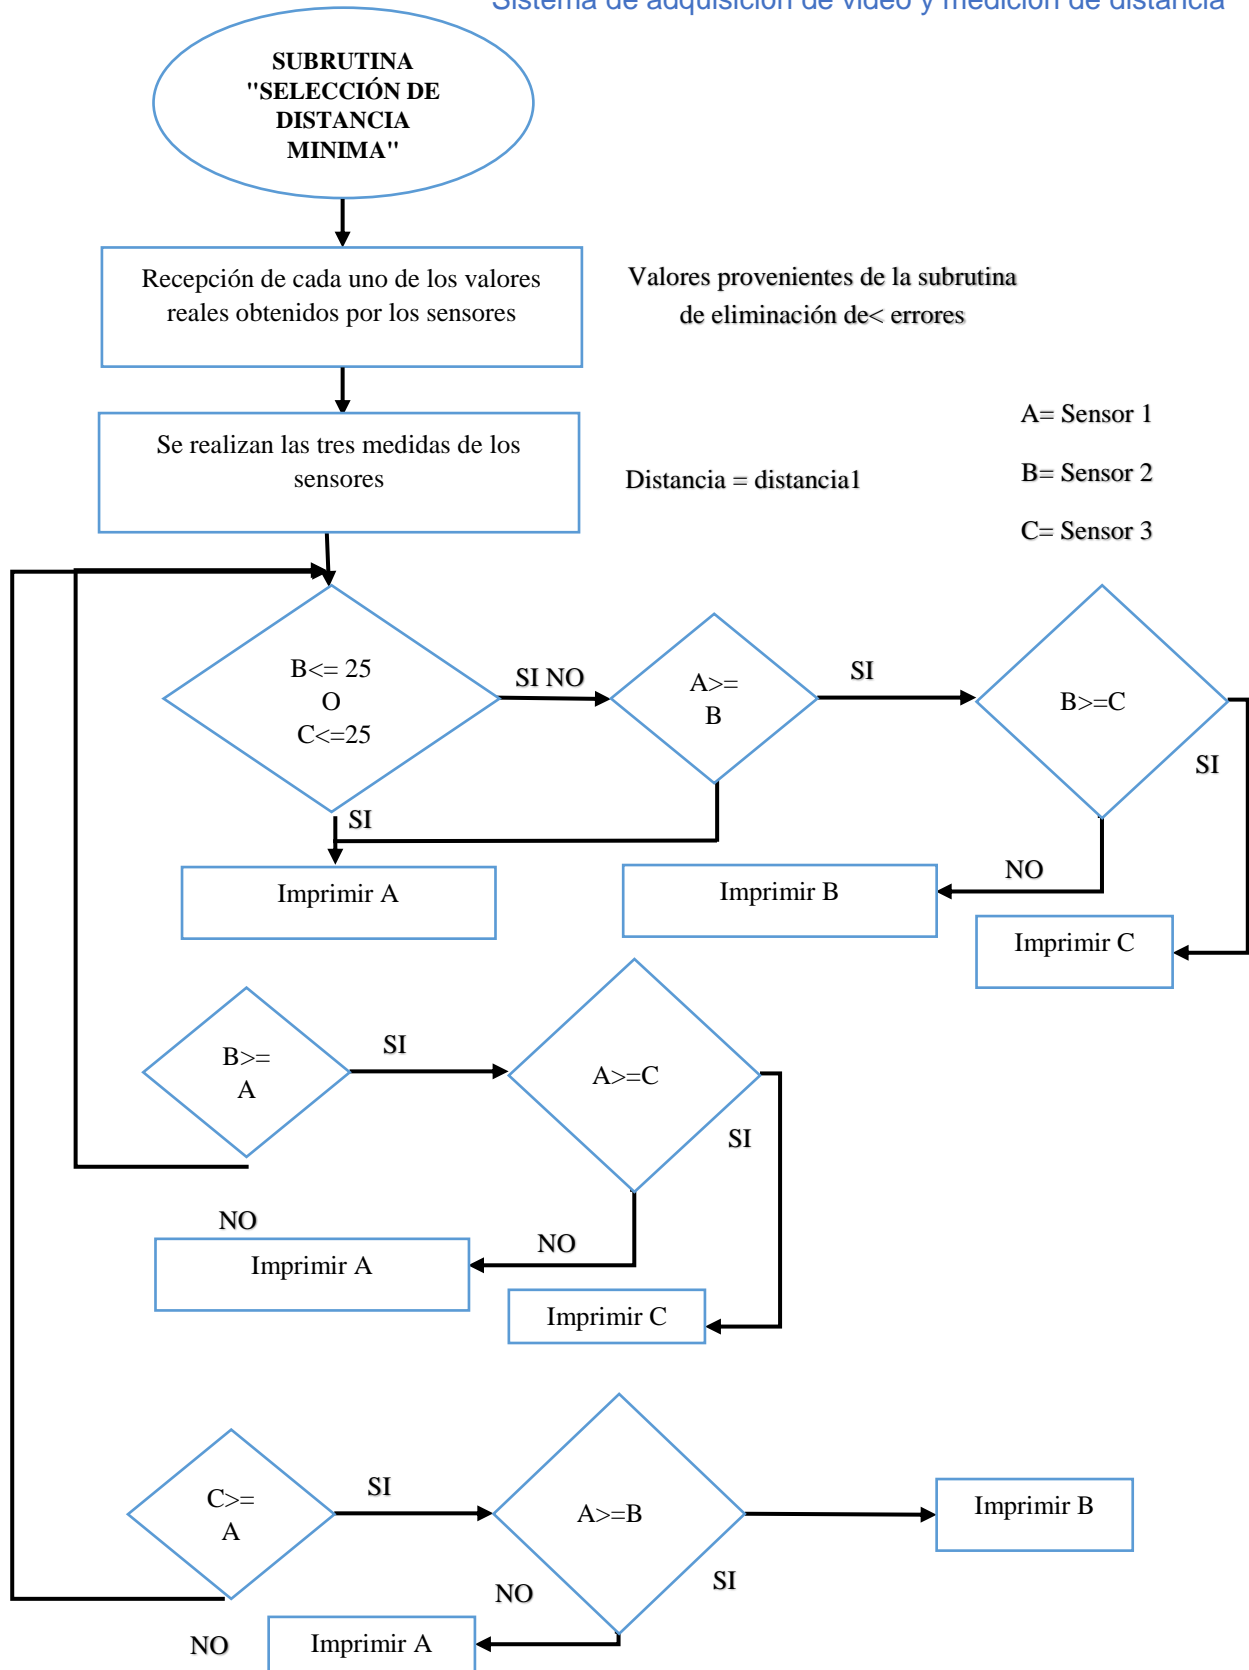 Sistema de adquisición de video y medición de distancia
SUBRUTINA
"SELECCIÓN DE
DISTANCIA
MINIMA"
Recepción de cada uno de los valores
reales obtenidos por los sensores
Valores provenientes de la subrutina
de eliminación de< errores
Se realizan las tres medidas de los
sensores
Distancia = distancia1
A= Sensor 1
B= Sensor 2
C= Sensor 3
B<= 25
O
C<=25
SI NO
A>=
B
SI
B>=C
SI
SI
Imprimir A
Imprimir B
NO
Imprimir C
B>=
A
SI
A>=C
SI
NO
NO
Imprimir A
Imprimir C
C>=
A
SI
A>=B
Imprimir B
SI
NO
NO
Imprimir A